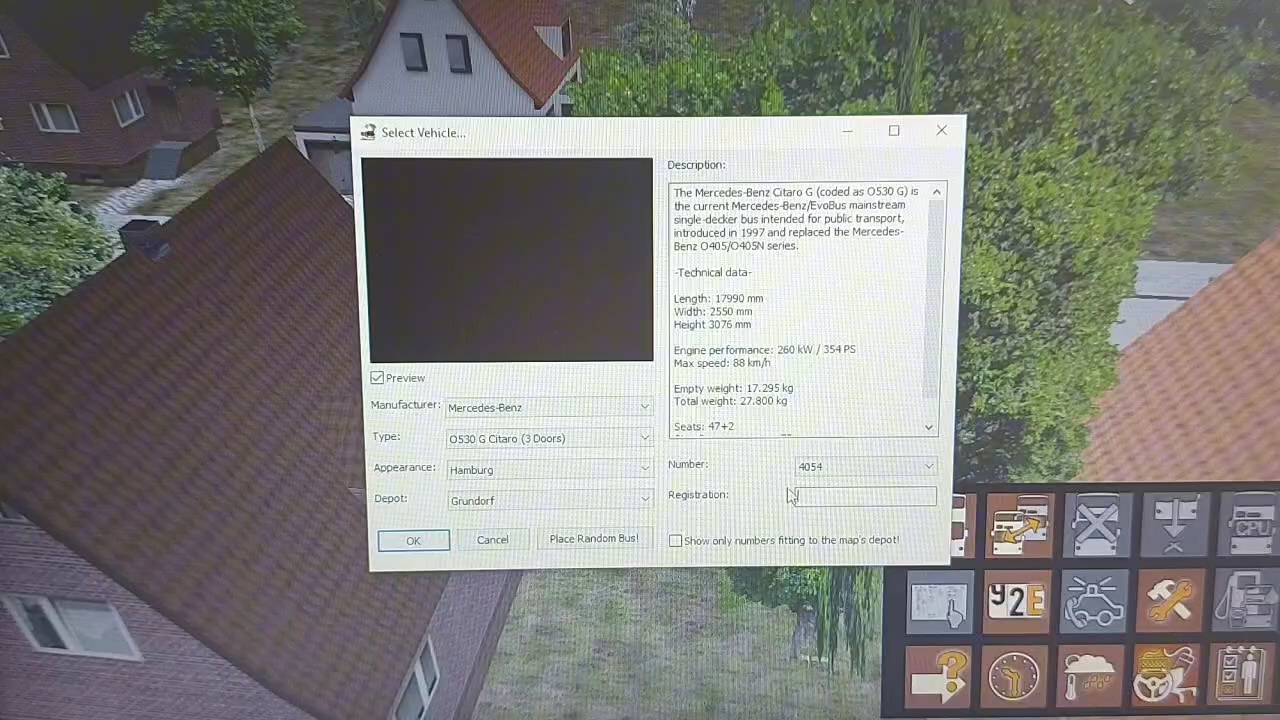 Select Vehicle...
Description:
The Mercedes-Benz Citaro G (coded as O530 G) is
the current Mercedes-Benz/EvoBus mainstream
single-decker bus intended for public transport,
introduced in 1997 and replaced the Mercedes-
Benz O405/O405N series.
-Technical data-
Length: 17990 mm
Width: 2550 mm
Height 3076 mm
Engine performance: 260 kW / 354 PS
Max speed: 88 km/h
Empty weight: 17.295 kg
Total weight: 27.800 kg
Seats: 47+2
Preview
Manufacturer: Mercedes-Benz
Type: O530 G Citaro (3 Doors)
Appearance: Hamburg
Depot: Grundorf
Number: 4054
Registration:
OK
Cancel
Place Random Bus!
Show only numbers fitting to the map's depot!
CPU
y2E
?